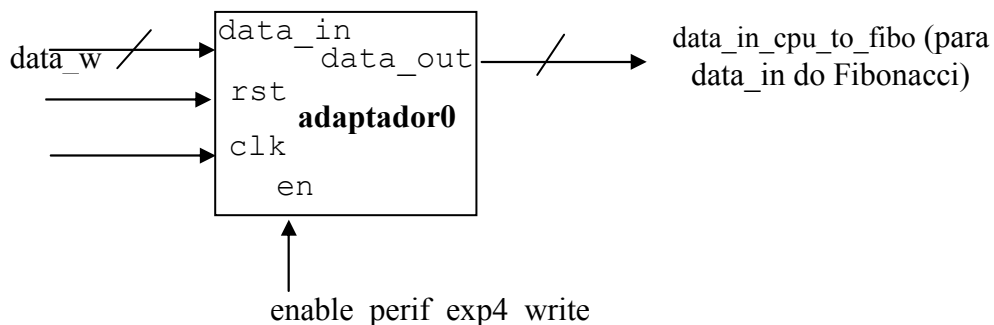 data_in
data_w
data_out
data_in_cpu_to_fibo (para
data_in do Fibonacci)
rst
adaptador0
clk
en
enable_perif_exp4_write